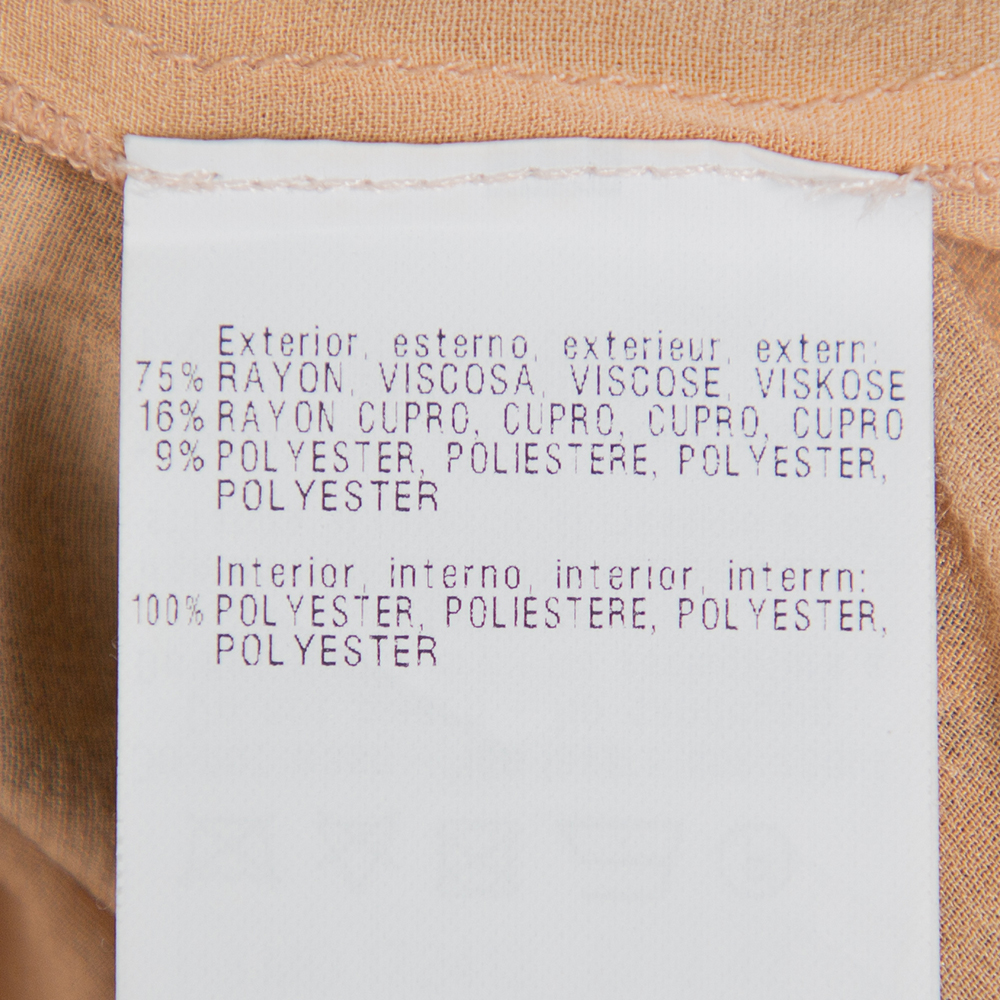 Exterior, esterno, exterieur, extern:
75% RAYON, VISCOSA, VISCOSE, VISKOSE
16% RAYON CUPRO, CUPRO, CUPRO, CUPRO
9% POLYESTER, POLIESTERE, POLYESTER,
POLYESTER
Interior, interno, interior, interrn:
100% POLYESTER, POLIESTERE, POLYESTER,
POLYESTER